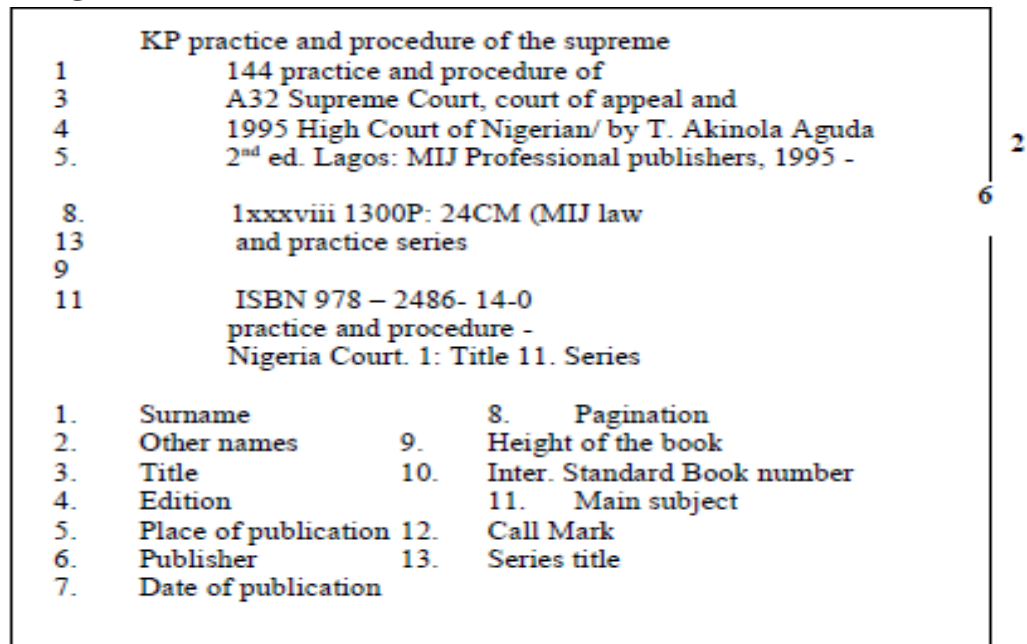 KP practice and procedure of the supreme
1 144 practice and procedure of
3 A32 Supreme Court, court of appeal and
4 1995 High Court of Nigerian/ by T. Akinola Aguda
5. 2nd ed. Lagos: MIJ Professional publishers, 1995 - 2
6
8. 1xxxviii 1300P: 24CM (MIJ law
13 and practice series
9
11 ISBN 978 – 2486- 14-0
practice and procedure -
Nigeria Court. 1: Title 11. Series
1. Surname 8. Pagination
2. Other names 9. Height of the book
3. Title 10. Inter. Standard Book number
4. Edition 11. Main subject
5. Place of publication 12. Call Mark
6. Publisher 13. Series title
7. Date of publication